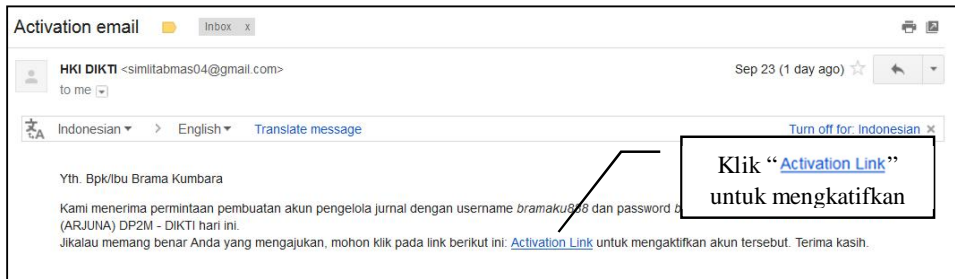 Activation email Inbox x
HKI DIKTI <simlitabmas04@gmail.com> Sep 23 (1 day ago)
to me
Indonesian > English Translate message Turn off for: Indonesian x
Klik “Activation Link”
untuk mengkatifkan
Yth. Bpk/Ibu Brama Kumbara
Kami menerima permintaan pembuatan akun pengelola jurnal dengan username bramaku888 dan password
(ARJUNA) DP2M - DIKTI hari ini.
Jikalau memang benar Anda yang mengajukan, mohon klik pada link berikut ini: Activation Link untuk mengaktifkan akun tersebut. Terima kasih.